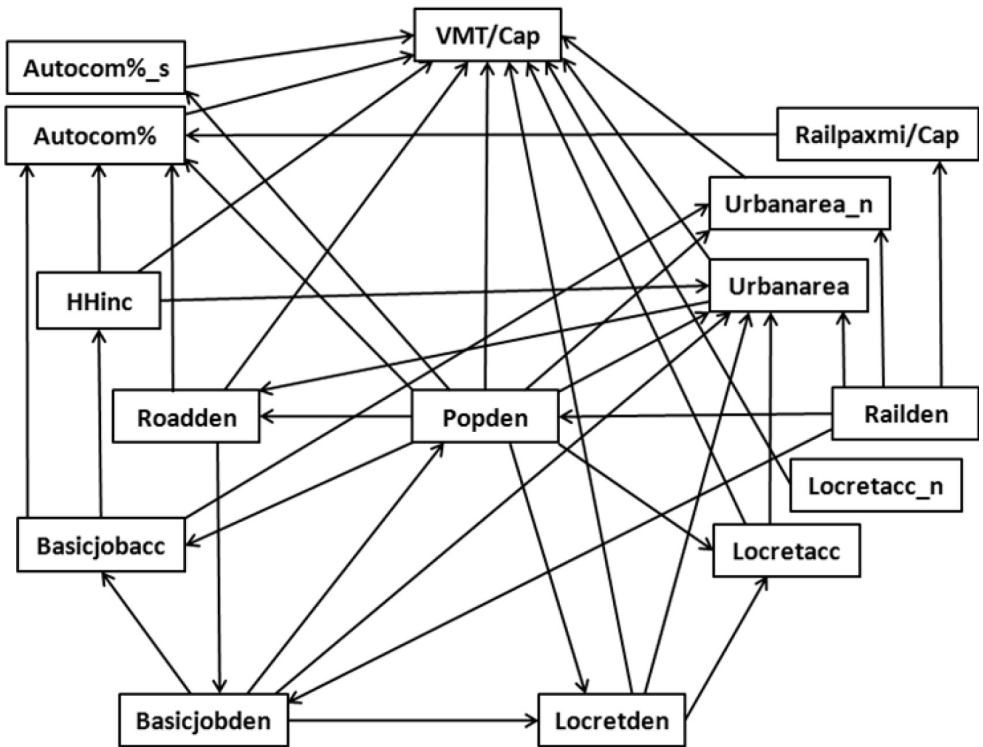 VMT/Cap
Autocom%_s
Autocom%
Railpaxmi/Cap
Urbanarea_n
Urbanarea
HHinc
Roadden
Popden
Railden
Locretacc_n
Basicjobacc
Locretacc
Basicjobden
Locretden